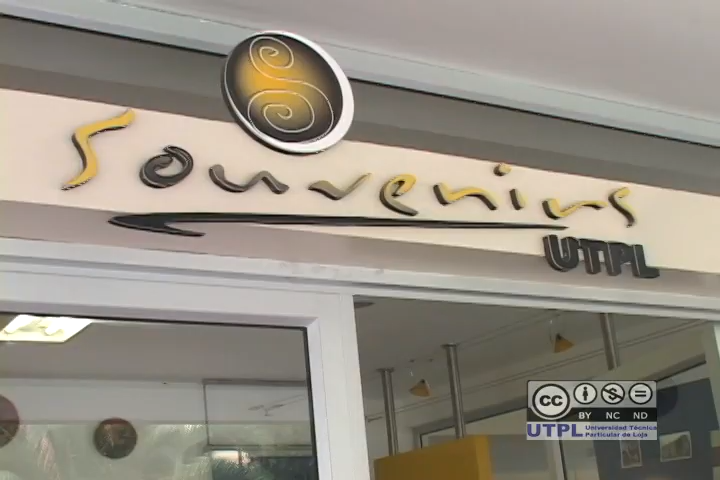 Souvenirs
UTPL
cc
BY NC ND
UTPL Universidad Técnica
Particular de Loja